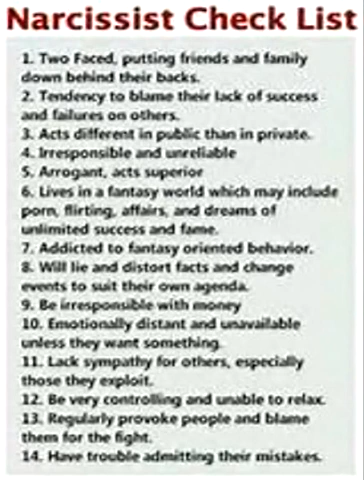 Narcissist Check List
1. Two Faced, putting friends and family
down behind their backs.
2. Tendency to blame their lack of success
and failures on others.
3. Acts different in public than in private.
4. Irresponsible and unreliable
5. Arrogant, acts superior
6. Lives in a fantasy world which may include
porn, flirting, affairs, and dreams of
unlimited success and fame.
7. Addicted to fantasy oriented behavior.
8. Will lie and distort facts and change
events to suit their own agenda.
9. Be irresponsible with money
10. Emotionally distant and unavailable
unless they want something.
11. Lack sympathy for others, especially
those they exploit.
12. Be very controlling and unable to relax.
13. Regularly provoke people and blame
them for the fight.
14. Have trouble admitting their mistakes.